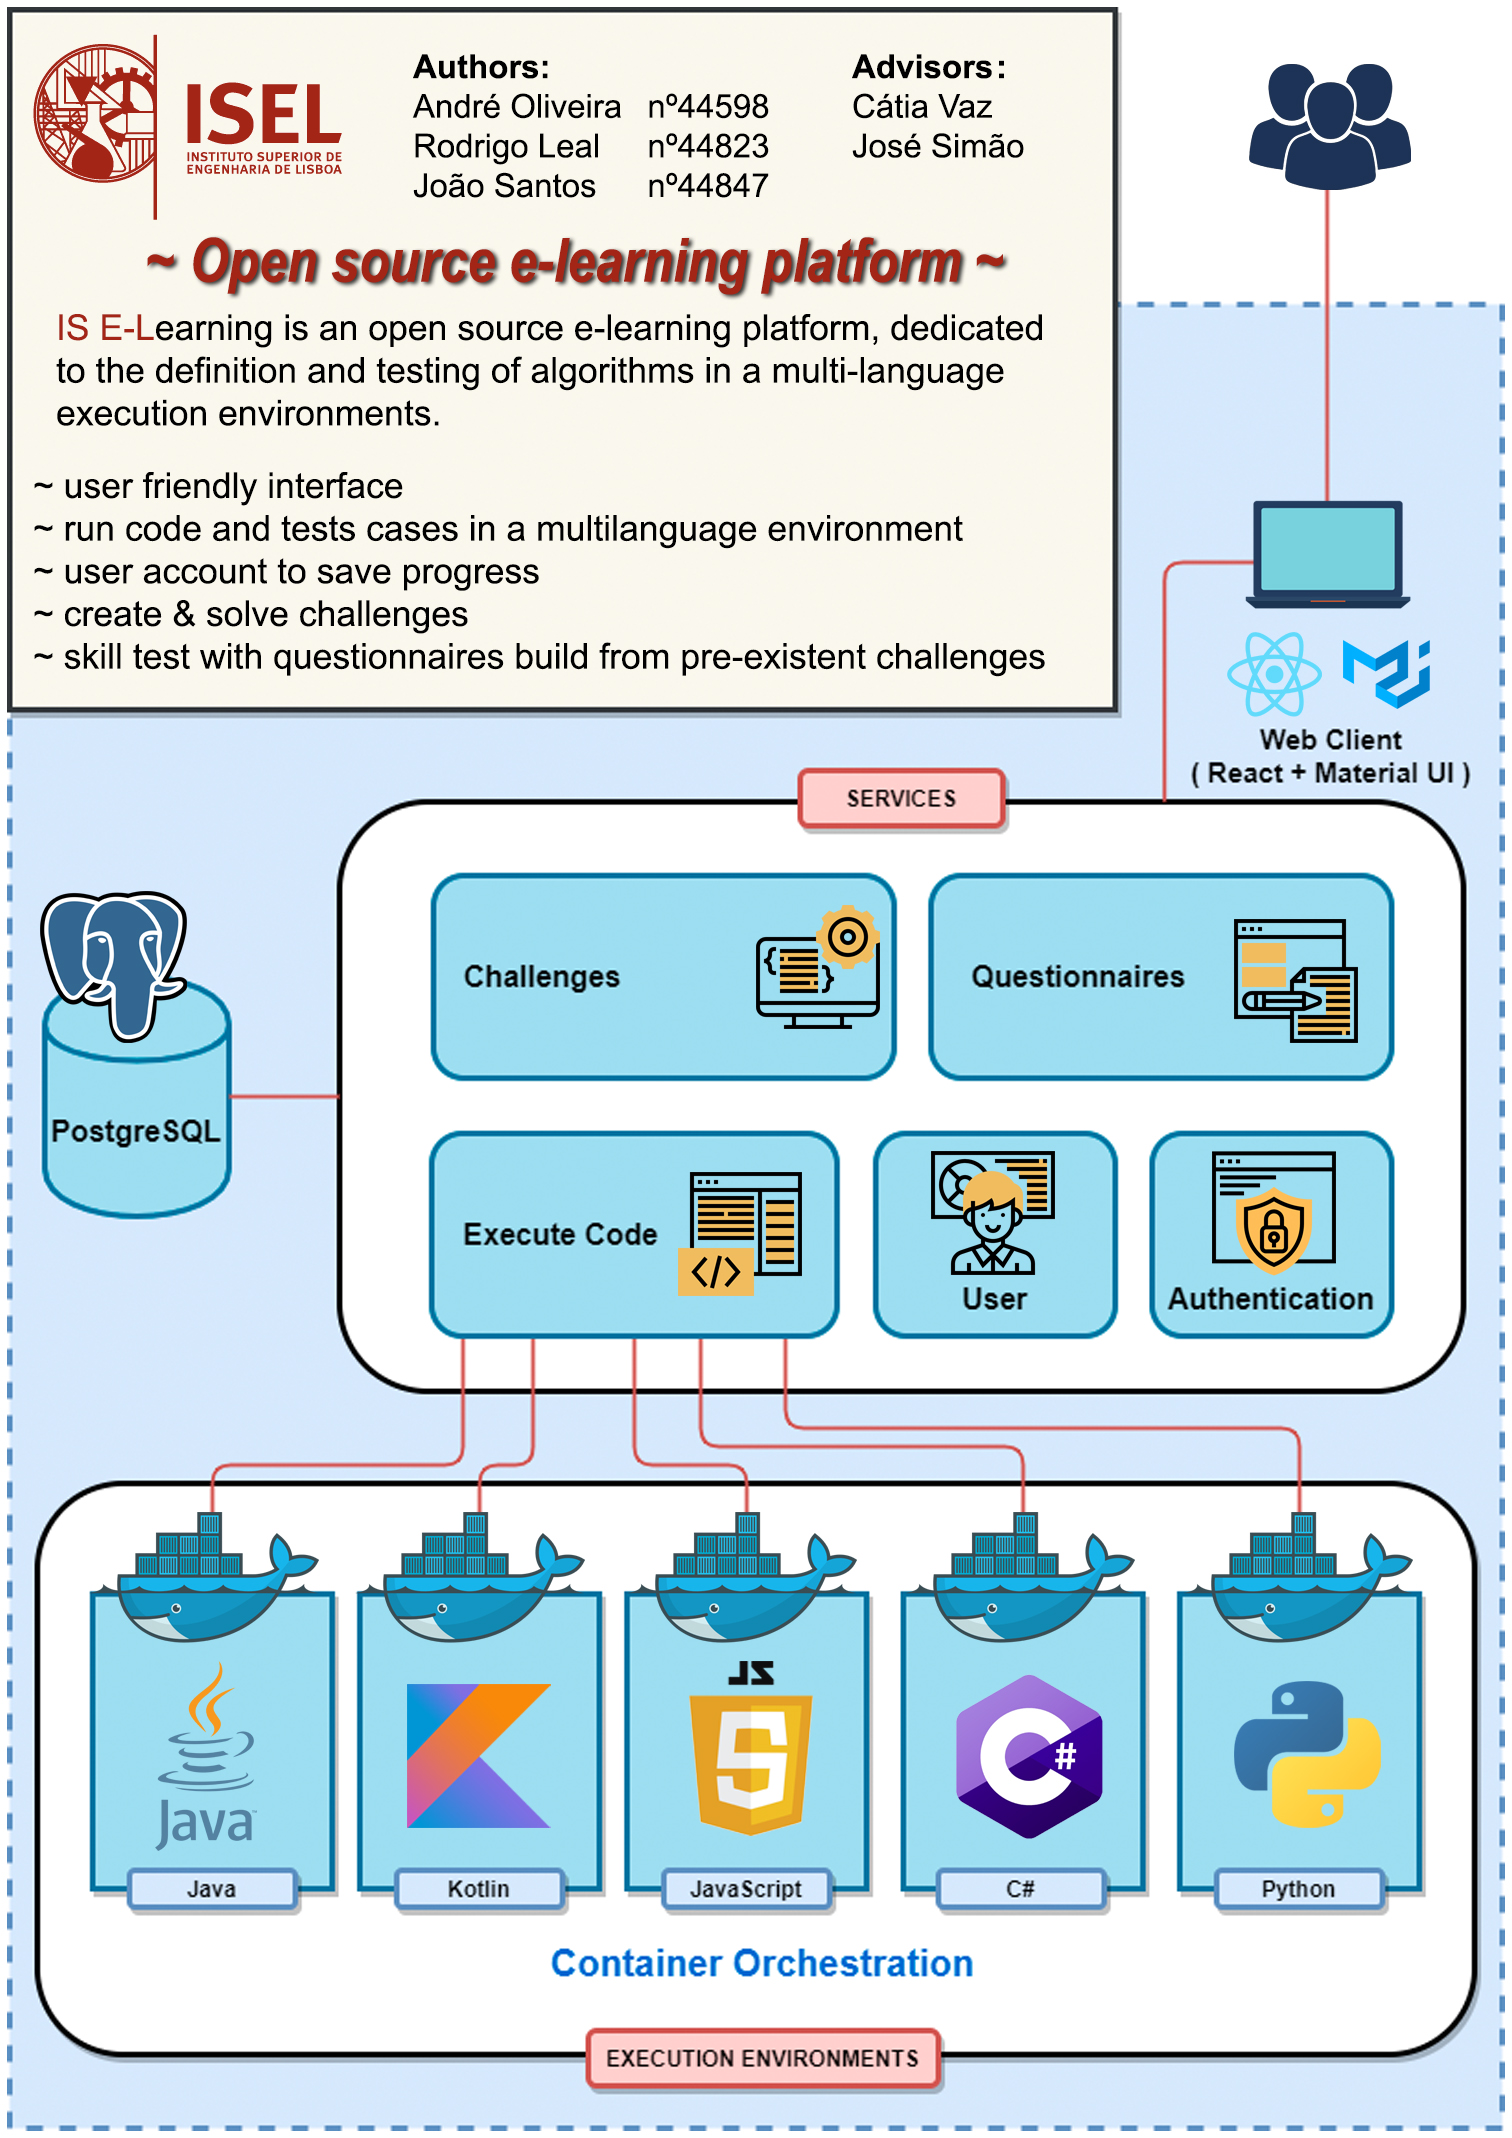 ISEL
INSTITUTO SUPERIOR DE
ENGENHARIA DE LISBOA
Authors:
André Oliveira nº44598
Rodrigo Leal nº44823
João Santos nº44847
Advisors:
Cátia Vaz
José Simão
~ Open source e-learning platform ~
IS E-Learning is an open source e-learning platform, dedicated
to the definition and testing of algorithms in a multi-language
execution environments.
~ user friendly interface
~ run code and tests cases in a multilanguage environment
~ user account to save progress
~ create & solve challenges
~ skill test with questionnaires build from pre-existent challenges
Web Client
( React + Material UI )
SERVICES
Challenges
Questionnaires
PostgreSQL
Execute Code
</>
User
Authentication
Java
JS
C#
Java
Kotlin
JavaScript
C#
Python
Container Orchestration
EXECUTION ENVIRONMENTS